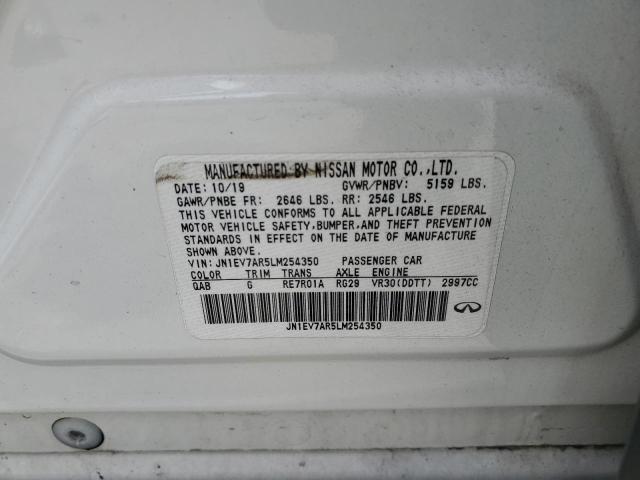 MANUFACTURED BY NISSAN MOTOR CO.,LTD.
DATE: 10/19 GVWR/PNBV: 5159 LBS.
GAWR/PNBE FR: 2646 LBS. RR: 2546 LBS.
THIS VEHICLE CONFORMS TO ALL APPLICABLE FEDERAL
MOTOR VEHICLE SAFETY, BUMPER, AND THEFT PREVENTION
STANDARDS IN EFFECT ON THE DATE OF MANUFACTURE
SHOWN ABOVE.
VIN: JN1EV7AR5LM254350 PASSENGER CAR
COLOR TRIM TRANS AXLE ENGINE
QAB G RE7R01A RG29 VR30(DDTT) 2997CC
JN1EV7AR5LM254350